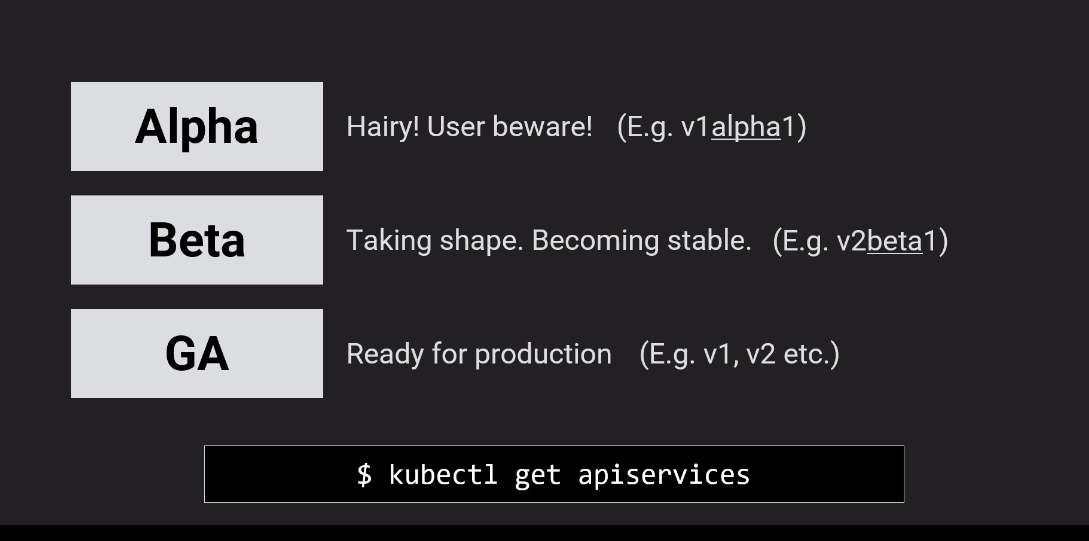 Alpha Hairy! User beware! (E.g. v1alpha1)
Beta Taking shape. Becoming stable. (E.g. v2beta1)
GA Ready for production (E.g. v1, v2 etc.)
$ kubectl get apiservices